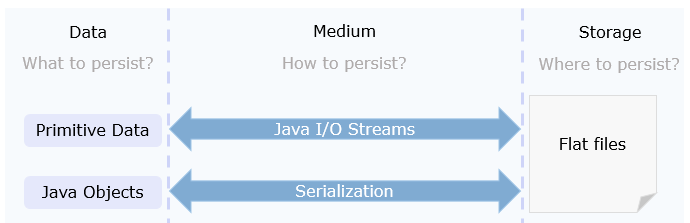 Data
Medium
Storage
What to persist?
How to persist?
Where to persist?
Primitive Data
Java I/O Streams
Flat files
Java Objects
Serialization